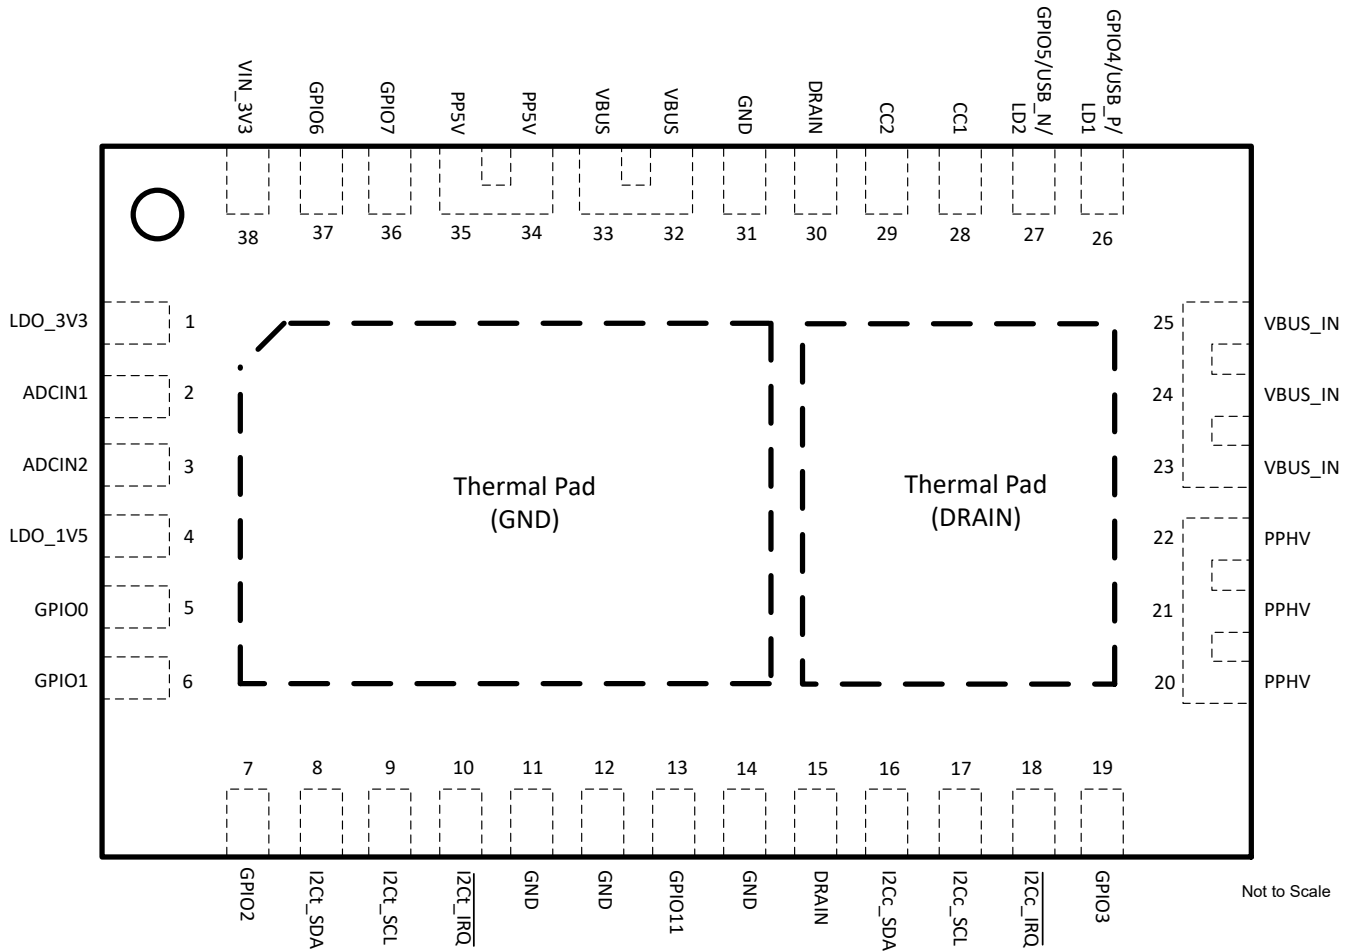 VIN_3V3
GPIO6
GPIO7
PP5V
PP5V
VBUS
VBUS
GND
DRAIN
CC2
CC1
GPIO5/USB_N/
LD2
GPIO4/USB_P/
LD1
38
37
36
35
34
33
32
31
30
29
28
27
26
LDO_3V3
1
ADCIN1
2
ADCIN2
3
LDO_1V5
4
GPIO0
5
GPIO1
6
Thermal Pad
(GND)
Thermal Pad
(DRAIN)
25
VBUS_IN
24
VBUS_IN
23
VBUS_IN
22
PPHV
21
PPHV
20
PPHV
7
8
9
10
11
12
13
14
15
16
17
18
19
GPIO2
I2Ct_SDA
I2Ct_SCL
I2Ct_IRQ
GND
GND
GPIO11
GND
DRAIN
I2Cc_SDA
I2Cc_SCL
I2Cc_IRQ
GPIO3
Not to Scale